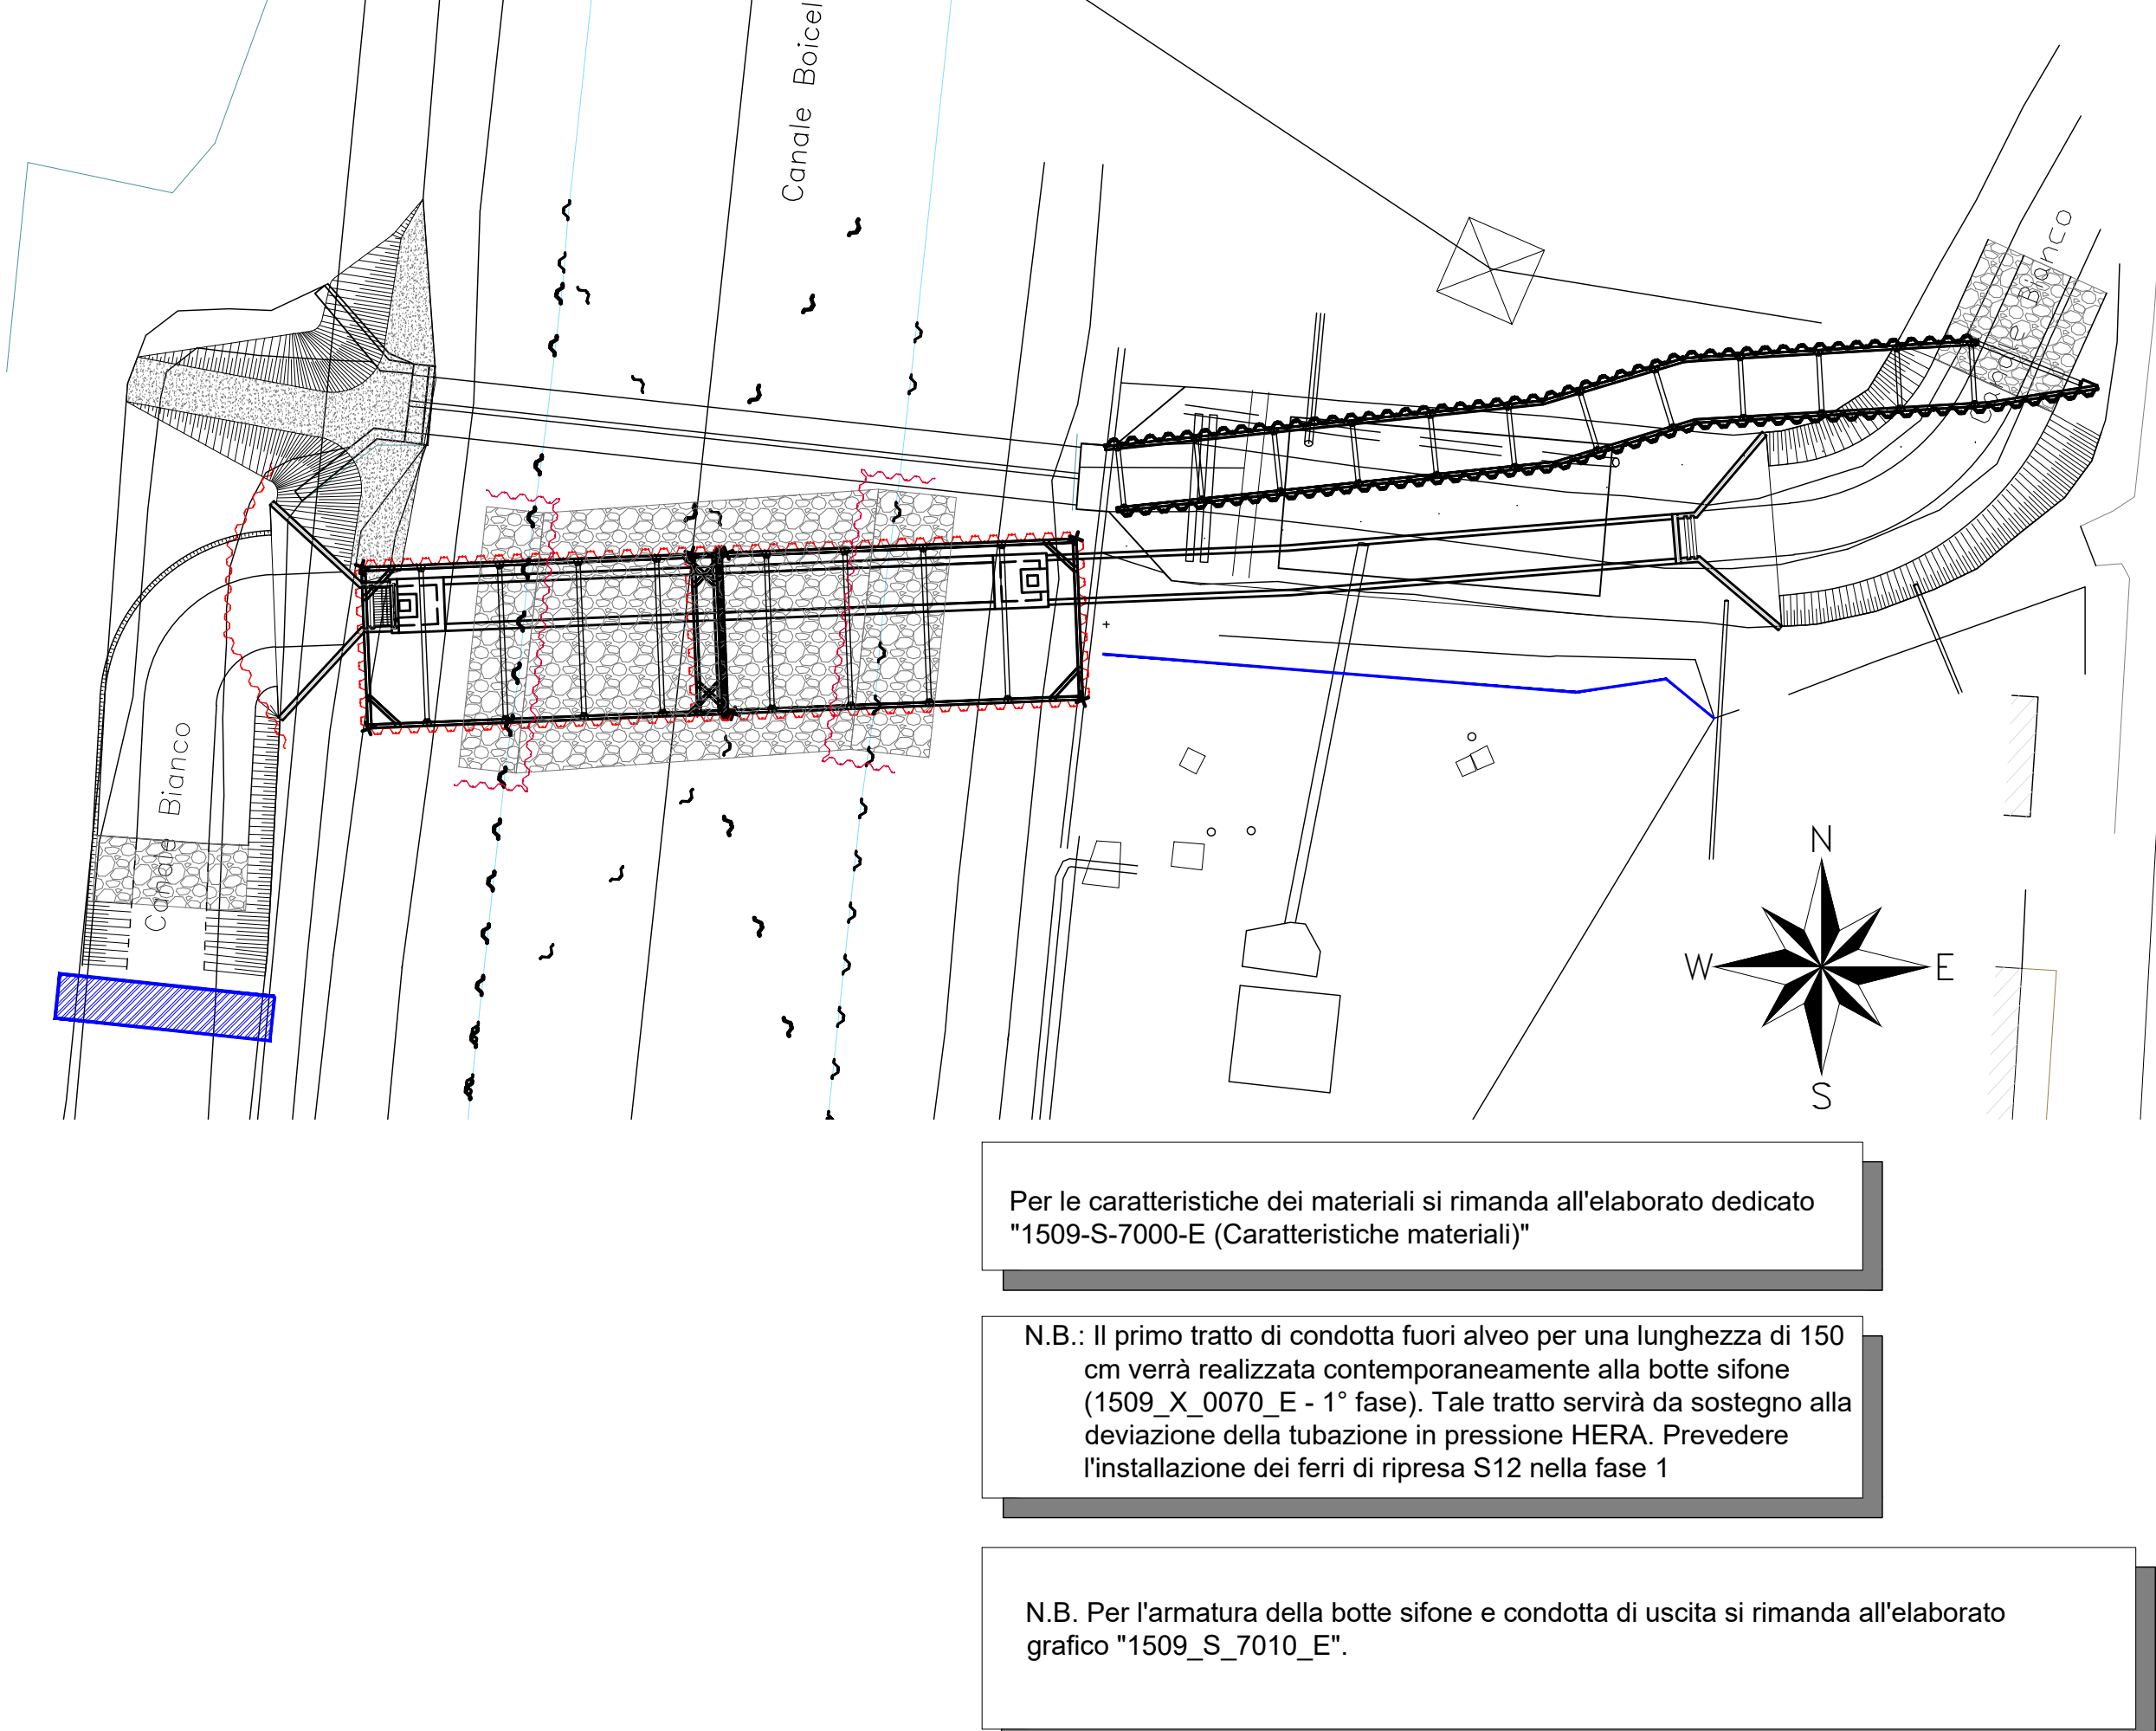 Canale Boicel
Bianco
Canale Bianco
N
W
E
S
Per le caratteristiche dei materiali si rimanda all'elaborato dedicato
"1509-S-7000-E (Caratteristiche materiali)"
N.B.: Il primo tratto di condotta fuori alveo per una lunghezza di 150
cm verrà realizzata contemporaneamente alla botte sifone
(1509_X_0070_E - 1° fase). Tale tratto servirà da sostegno alla
deviazione della tubazione in pressione HERA. Prevedere
l'installazione dei ferri di ripresa S12 nella fase 1
N.B. Per l'armatura della botte sifone e condotta di uscita si rimanda all'elaborato
grafico "1509_S_7010_E".